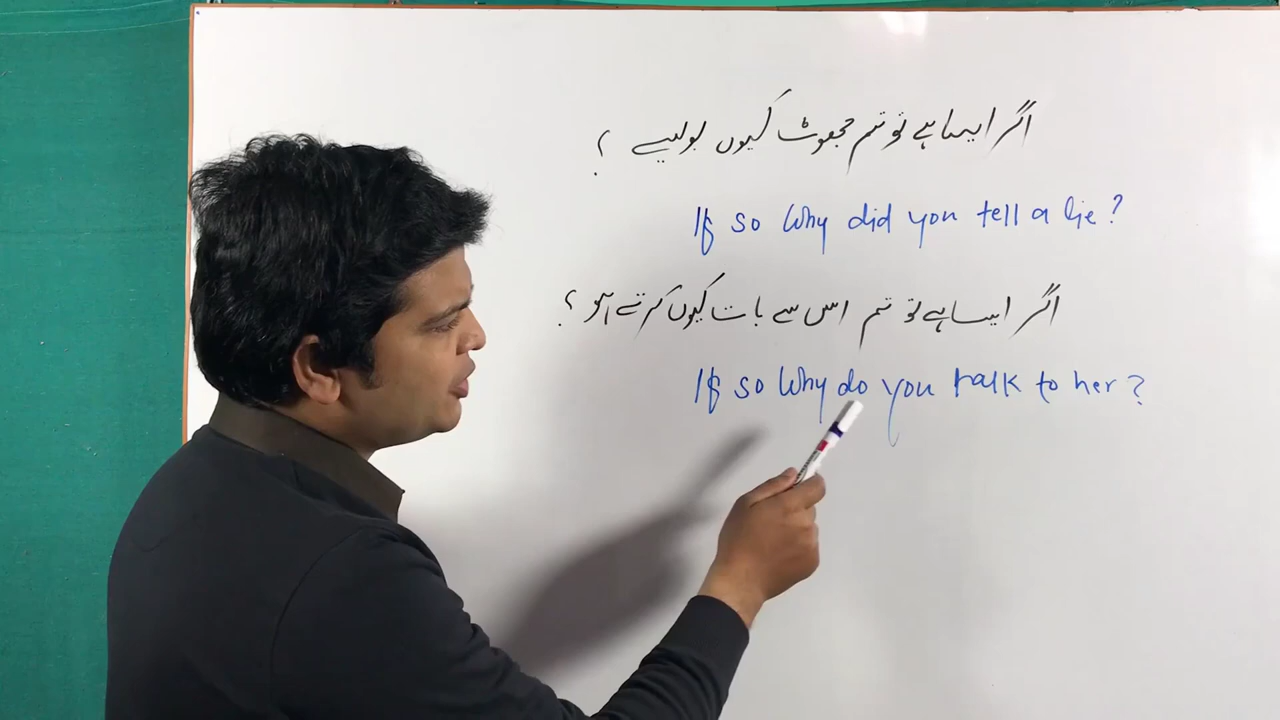 اگر ایسا ہے تو تم جھوٹ کیوں بولیے ؟
If so Why did you tell a lie?
اگر ایسا ہے تو تم اس سے بات کیوں کرتے ہو ؟
If so Why do you talk to her?